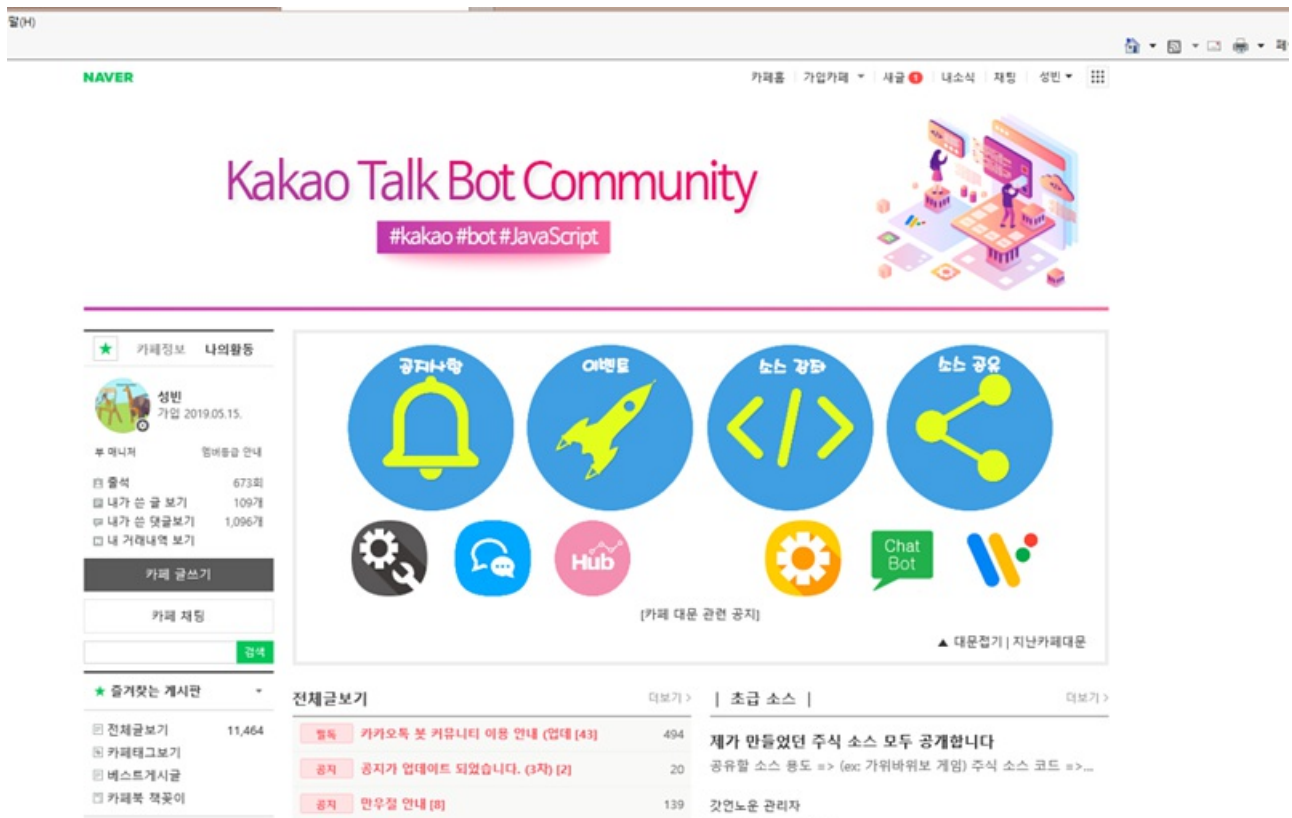 말(H)
NAVER
카페홈 가입카페 새글 1 내소식 채팅 성빈
Kakao Talk Bot Community
#kakao #bot #JavaScript
카페정보 나의활동
성빈
가입 2019.05.15.
부 매니저 멤버등급 안내
출석 673회
내가 쓴 글 보기 109개
내가 쓴 댓글보기 1,096개
내 거래내역 보기
카페 글쓰기
카페 채팅
검색
공지사항 이벤트 소스 강좌 소스 공유
Hub
Chat
Bot
[카페 대문 관련 공지]
▲ 대문접기 | 지난카페대문
즐겨찾는 게시판
전체글보기 11,464
카페태그보기
베스트게시글
카페북 책꽂이
전체글보기 더보기 >
필독 카카오톡 봇 커뮤니티 이용 안내 (업데 [43] 494
공지 공지가 업데이트 되었습니다. (3차) [2] 20
공지 만우절 안내 [8] 139
| 초급 소스 | 더보기 >
제가 만들었던 주식 소스 모두 공개합니다
공유할 소스 용도 => (ex: 가위바위보 게임) 주식 소스 코드 =>...
갓연노운 관리자